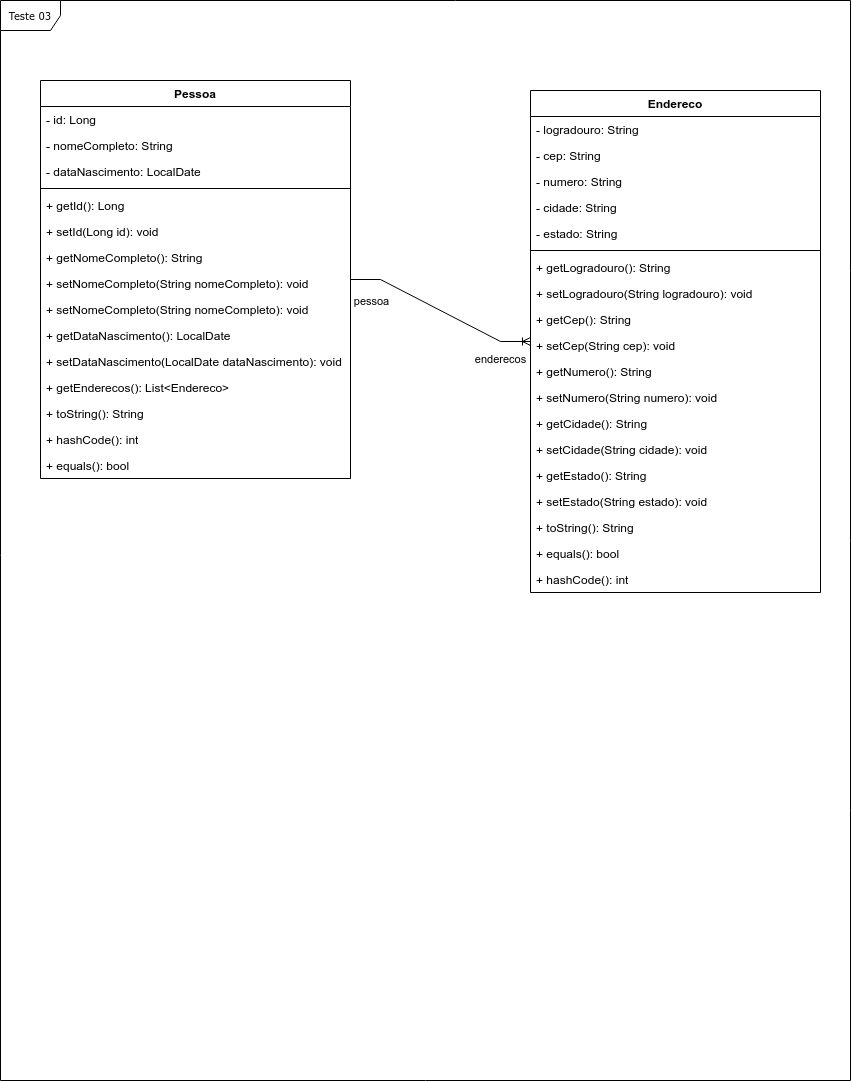 Teste 03
Pessoa
- id: Long
- nomeCompleto: String
- dataNascimento: LocalDate
+ getId(): Long
+ setId(Long id): void
+ getNomeCompleto(): String
+ setNomeCompleto(String nomeCompleto): void
+ setNomeCompleto(String nomeCompleto): void
+ getDataNascimento(): LocalDate
+ setDataNascimento(LocalDate dataNascimento): void
+ getEnderecos(): List<Endereco>
+ toString(): String
+ hashCode(): int
+ equals(): bool
pessoa
enderecos
Endereco
- logradouro: String
- cep: String
- numero: String
- cidade: String
- estado: String
+ getLogradouro(): String
+ setLogradouro(String logradouro): void
+ getCep(): String
+ setCep(String cep): void
+ getNumero(): String
+ setNumero(String numero): void
+ getCidade(): String
+ setCidade(String cidade): void
+ getEstado(): String
+ setEstado(String estado): void
+ toString(): String
+ equals(): bool
+ hashCode(): int